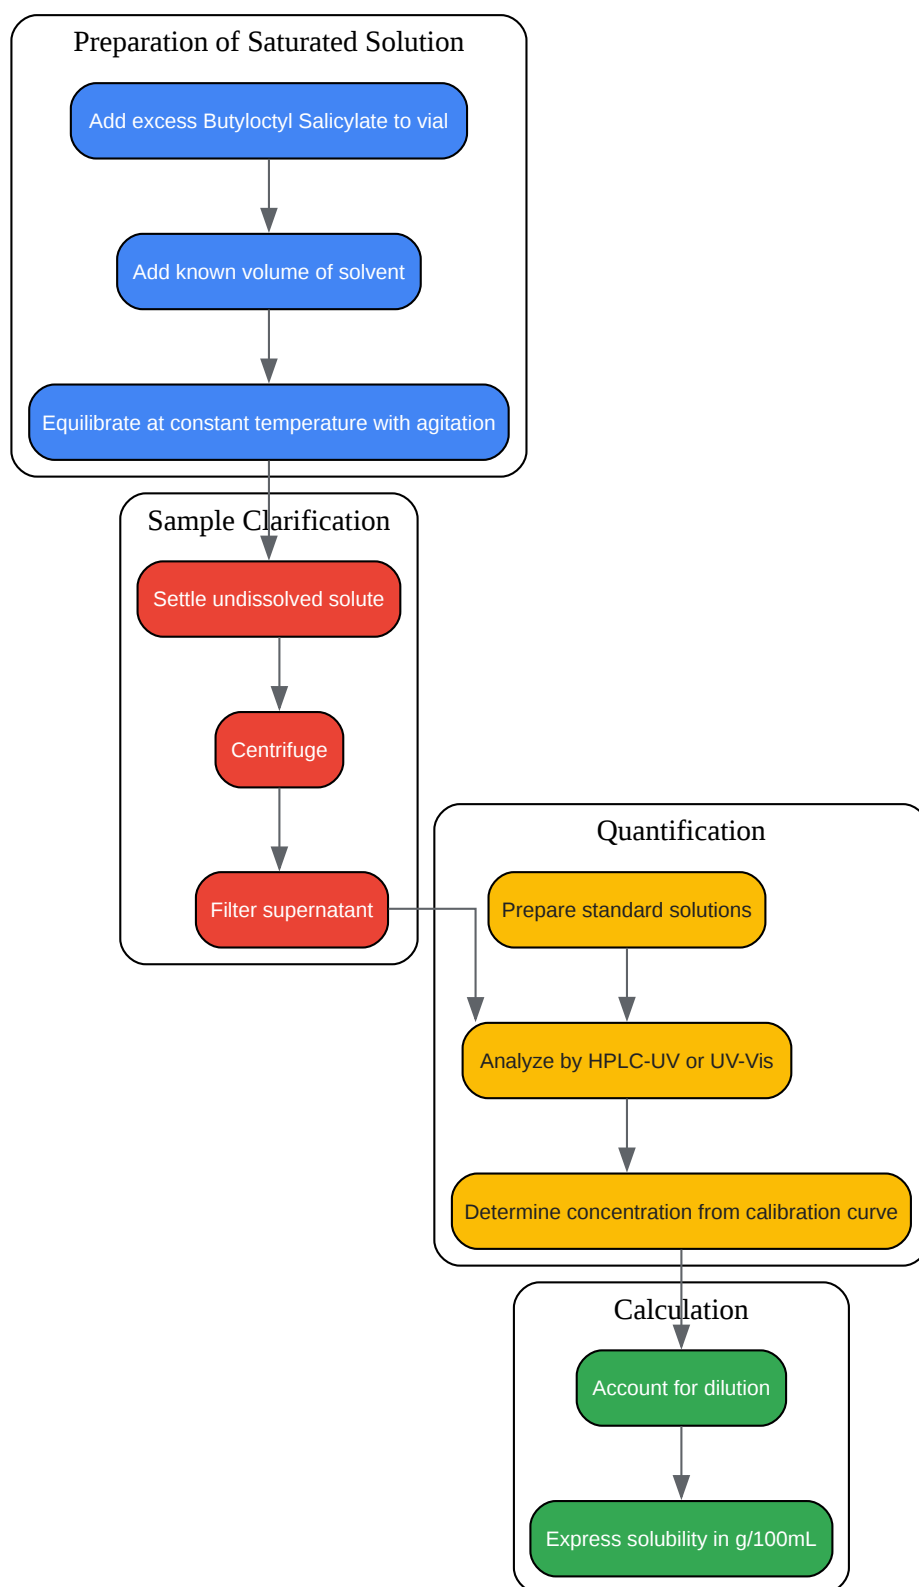 Preparation of Saturated Solution
Add excess Butyloctyl Salicylate to vial
Add known volume of solvent
Equilibrate at constant temperature with agitation
Sample Clarification
Settle undissolved solute
Centrifuge
Filter supernatant
Quantification
Prepare standard solutions
Analyze by HPLC-UV or UV-Vis
Determine concentration from calibration curve
Calculation
Account for dilution
Express solubility in g/100mL